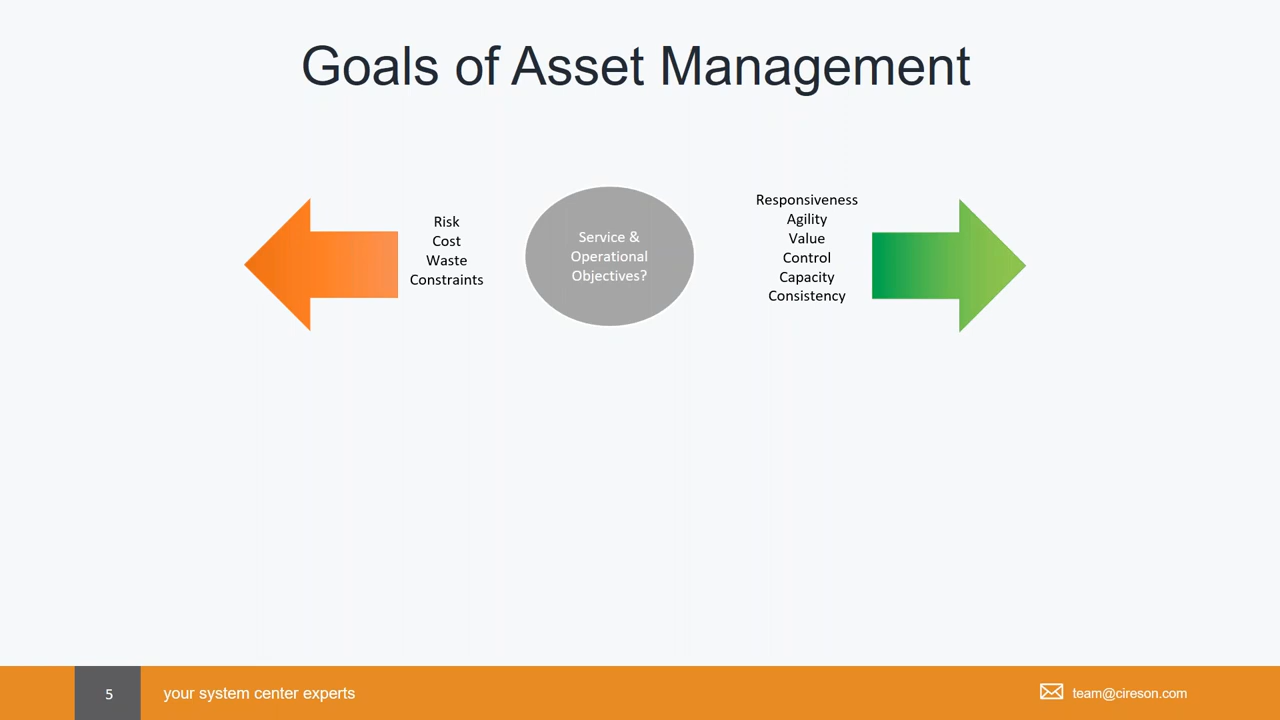 Goals of Asset Management
Risk
Cost
Waste
Constraints
Service &
Operational
Objectives?
Responsiveness
Agility
Value
Control
Capacity
Consistency
5
your system center experts
team@cireson.com